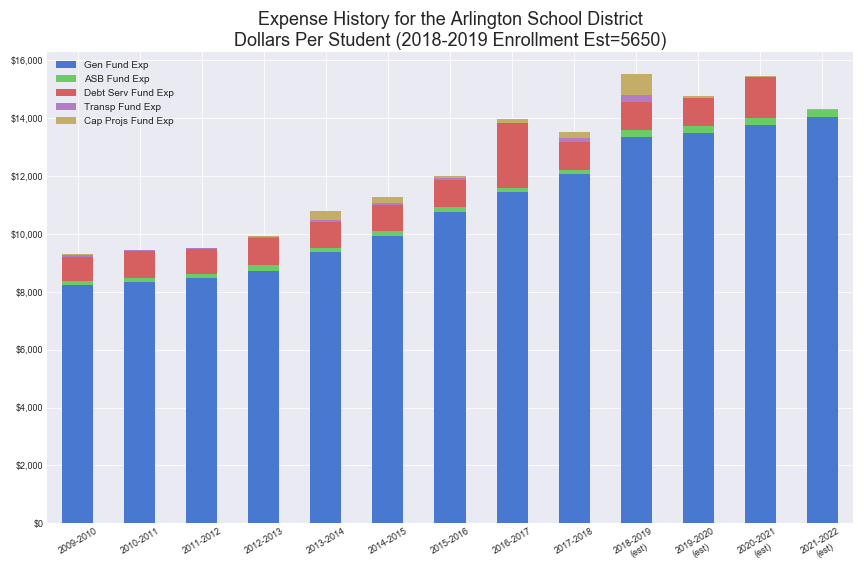 Expense History for the Arlington School District
Dollars Per Student (2018-2019 Enrollment Est=5650)
Gen Fund Exp
ASB Fund Exp
Debt Serv Fund Exp
Transp Fund Exp
Cap Projs Fund Exp
$16,000
$14,000
$12,000
$10,000
$8,000
$6,000
$4,000
$2,000
$0
2009-2010
2010-2011
2011-2012
2012-2013
2013-2014
2014-2015
2015-2016
2016-2017
2017-2018
2018-2019
(est)
2019-2020
(est)
2020-2021
(est)
2021-2022
(est)